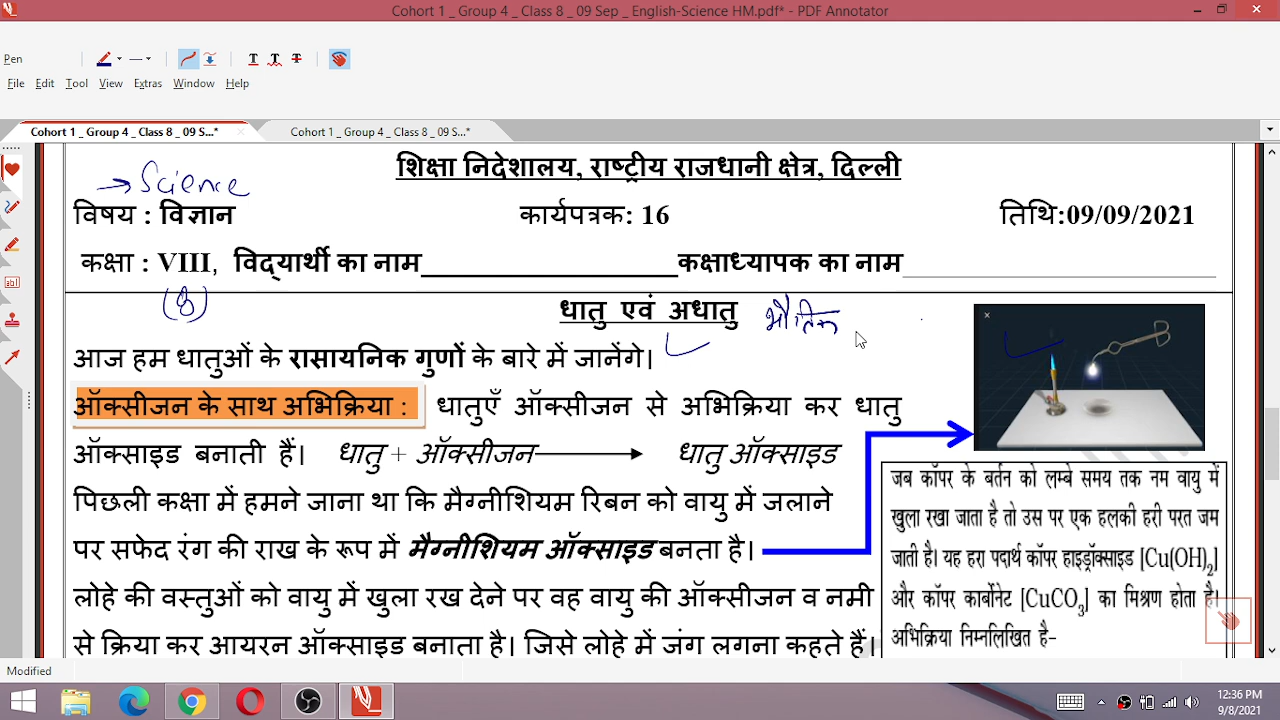 Cohort 1 _ Group 4 _ Class 8 _ 09 Sep _ English-Science HM.pdf* - PDF Annotator
Pen
File Edit Tool View Extras Window Help
Cohort 1 _ Group 4 _ Class 8 _ 09 S...* Cohort 1 _ Group 4 _ Class 8 _ 09 S...*
शिक्षा निदेशालय, राष्ट्रीय राजधानी क्षेत्र, दिल्ली
→ Science
विषय : विज्ञान कार्यपत्रक: 16 तिथि:09/09/2021
कक्षा : VIII, विद्यार्थी का नाम कक्षाध्यापक का नाम
(8)
धातु एवं अधातु भौतिक
आज हम धातुओं के रासायनिक गुणों के बारे में जानेंगे।
ऑक्सीजन के साथ अभिक्रिया : धातुएँ ऑक्सीजन से अभिक्रिया कर धातु
ऑक्साइड बनाती हैं। धातु + ऑक्सीजन → धातु ऑक्साइड
पिछली कक्षा में हमने जाना था कि मैग्नीशियम रिबन को वायु में जलाने
पर सफेद रंग की राख के रूप में मैग्नीशियम ऑक्साइड बनता है।
लोहे की वस्तुओं को वायु में खुला रख देने पर वह वायु की ऑक्सीजन व नमी
से क्रिया कर आयरन ऑक्साइड बनाता है। जिसे लोहे में जंग लगना कहते हैं।
जब कॉपर के बर्तन को लम्बे समय तक नम वायु में
खुला रखा जाता है तो उस पर एक हलकी हरी परत जम
जाती है। यह हरा पदार्थ कॉपर हाइड्रॉक्साइड [Cu(OH)₂]
और कॉपर कार्बोनेट [CuCO₃] का मिश्रण होता है।
अभिक्रिया निम्नलिखित है-
Modified
12:36 PM
9/8/2021